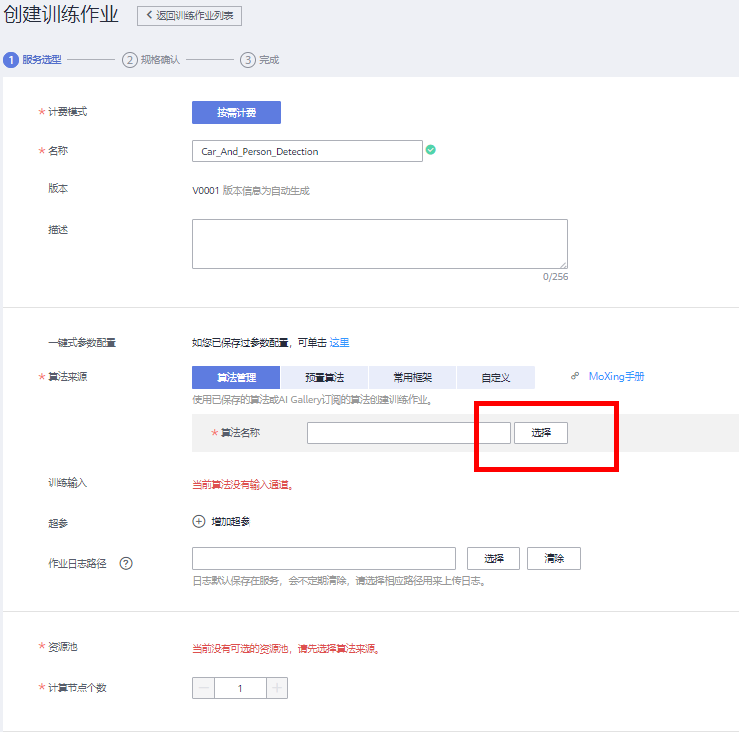 创建训练作业 返回训练作业列表
1 服务选型 2 规格确认 3 完成
* 计费模式 按需计费
* 名称 Car_And_Person_Detection
版本 V0001 版本信息为自动生成
描述
0/256
一键式参数配置 如您已保存过参数配置，可单击 这里
* 算法来源 算法管理 预置算法 常用框架 自定义 MoXing手册
使用已保存的算法或AI Gallery订阅的算法创建训练作业。
* 算法名称 选择
训练输入 当前算法没有输入通道。
超参 增加超参
作业日志路径 ? 选择 清除
日志默认保存在服务，会不定期清除，请选择相应路径用来上传日志。
* 资源池 当前没有可选的资源池，请先选择算法来源。
* 计算节点个数 — 1 +